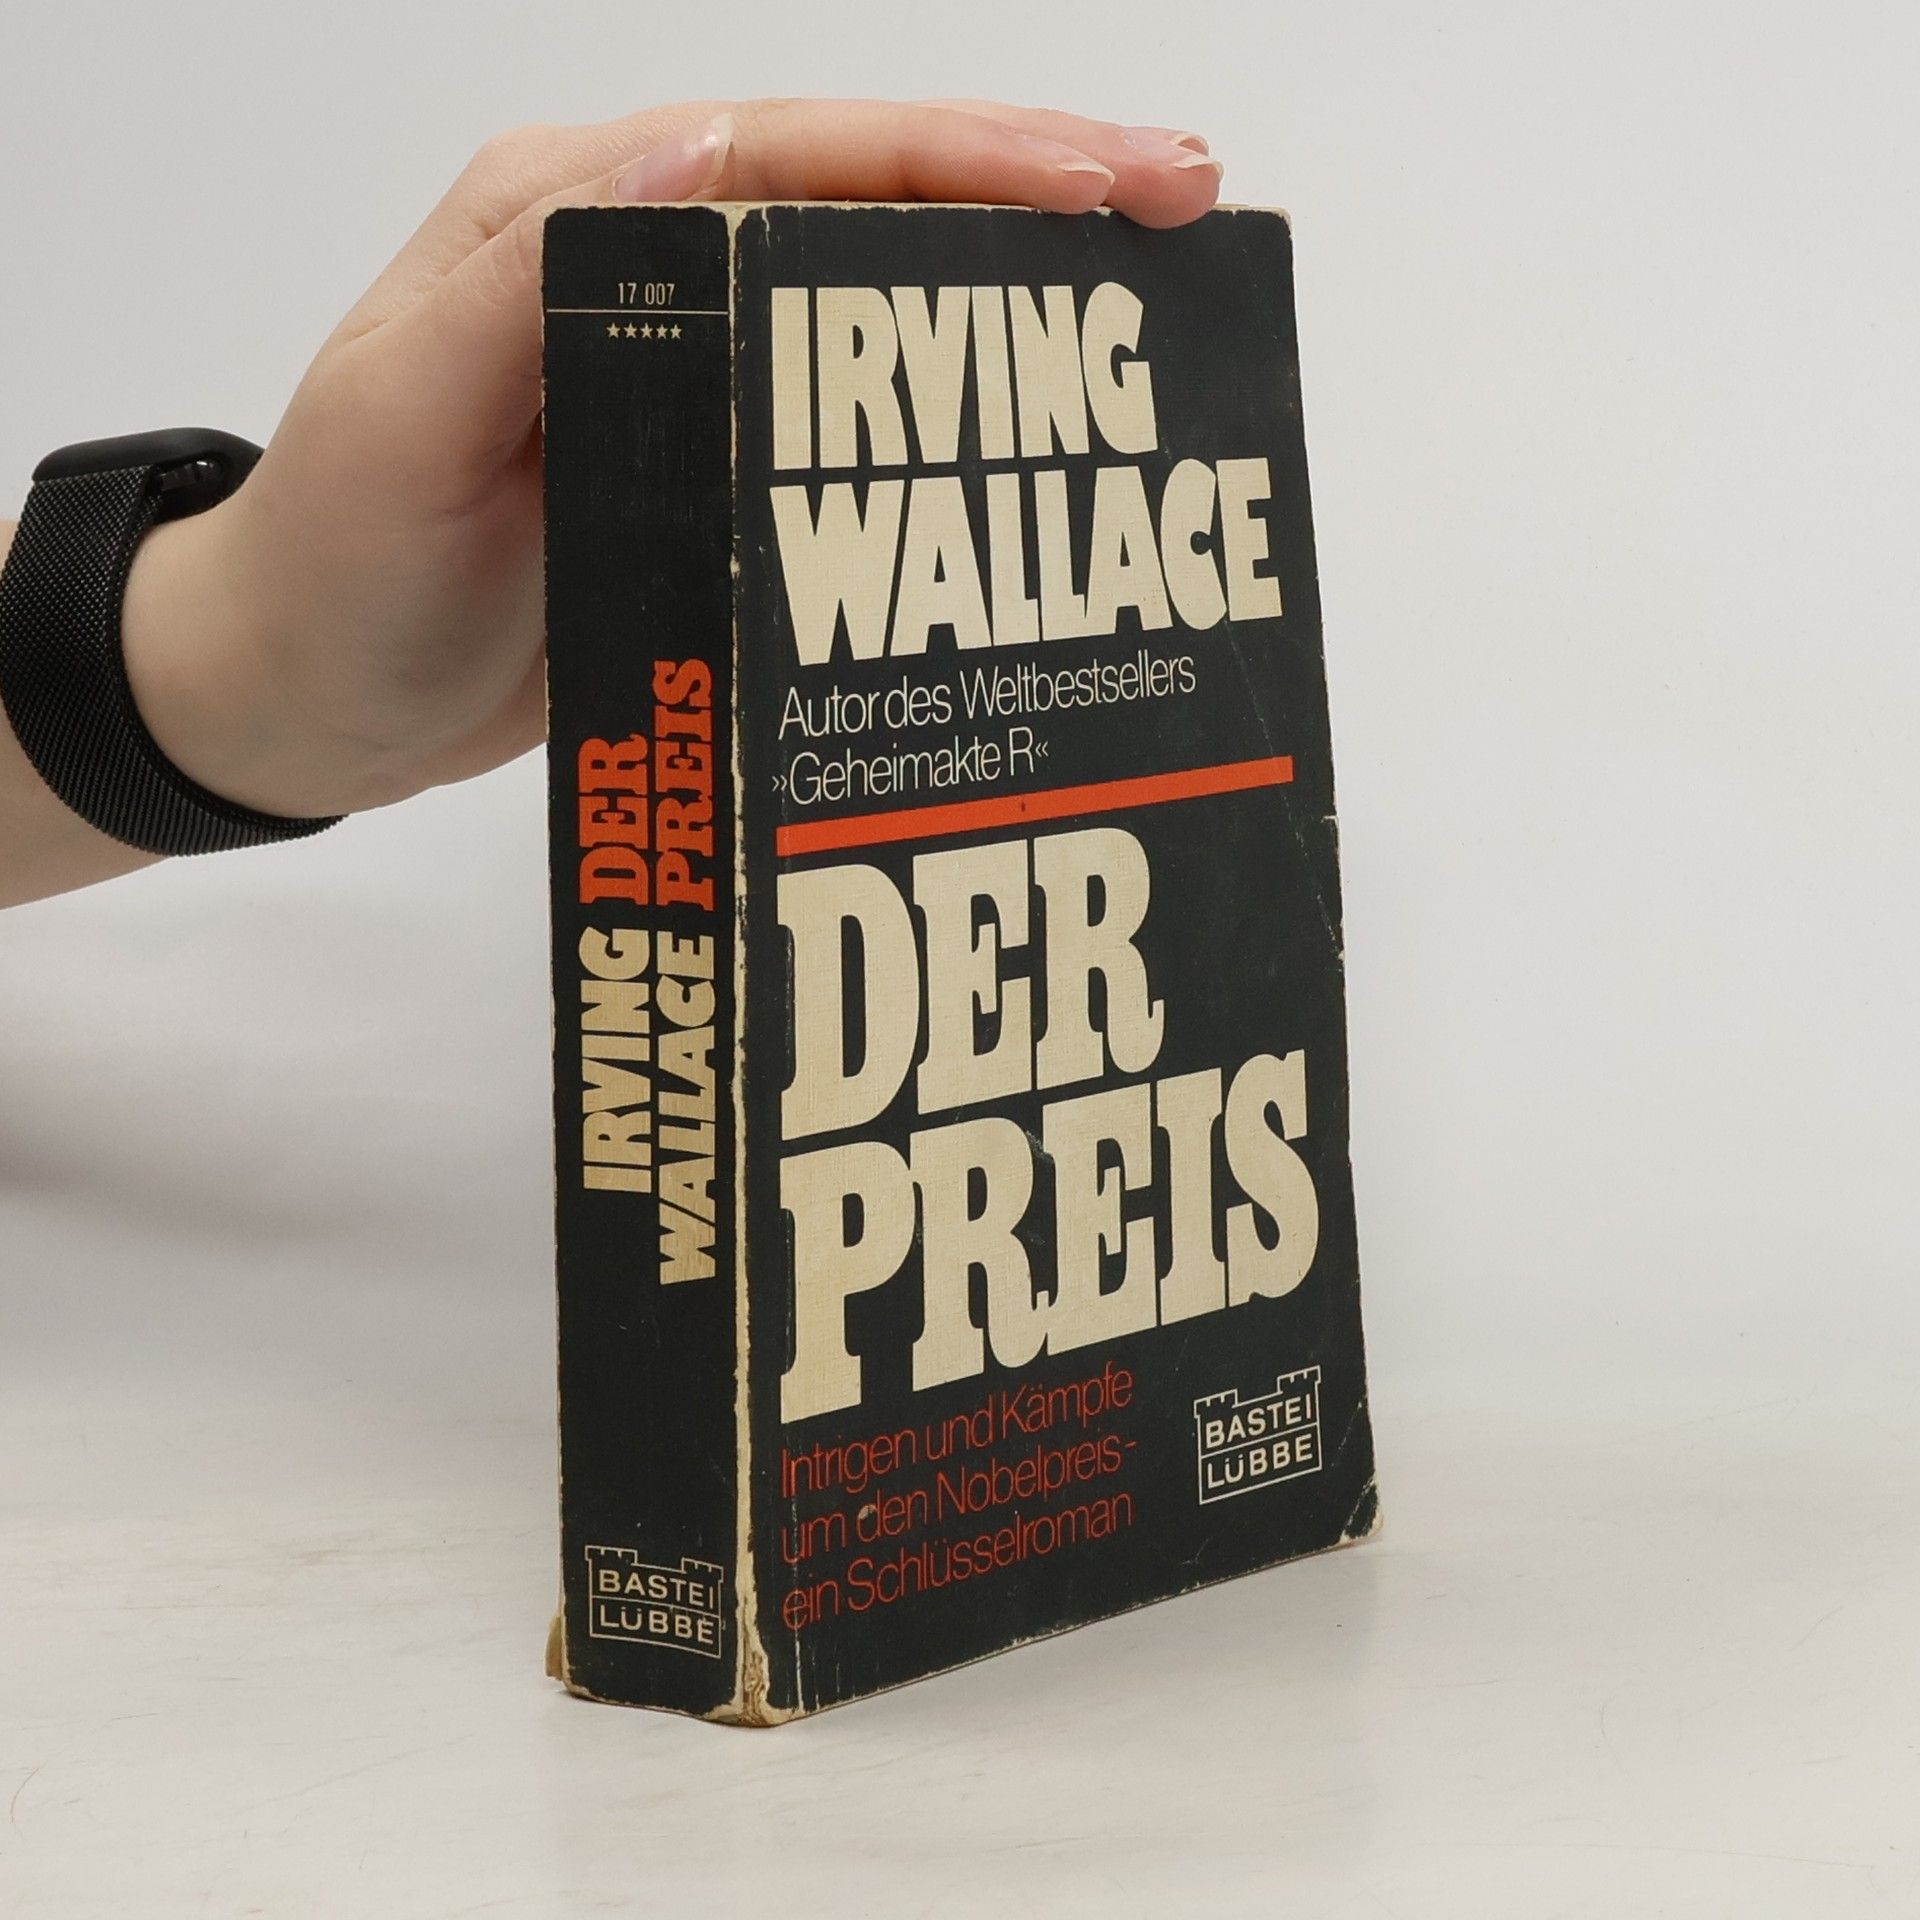 17 007
★★★★★
IRVING DER
WALLACE PREIS
BASTEI
LÜBBE
IRVING
WALLACE
Autor des Weltbestsellers
»Geheimakte R«
DER
PREIS
Intrigen und Kämpfe
um den Nobelpreis-
ein Schlüsselroman
BASTEI
LÜBBE